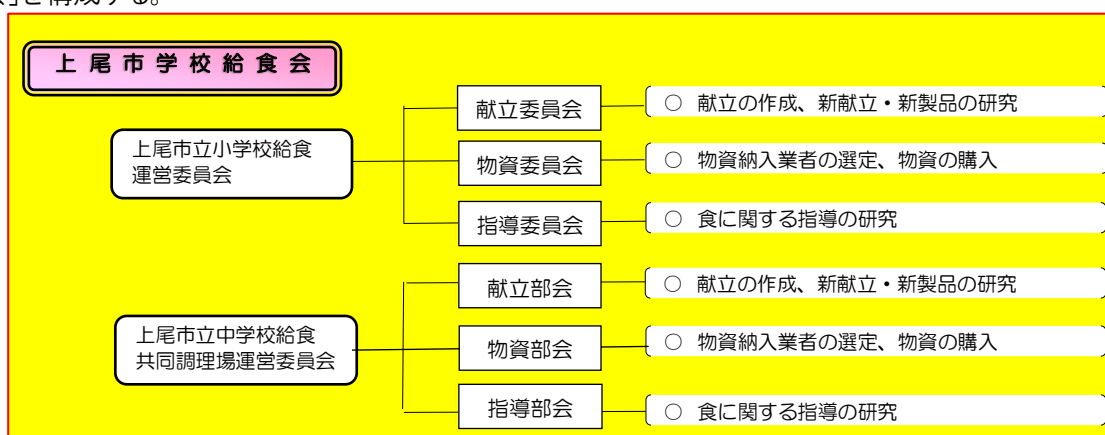 」を構成する。
上尾市学校給食会
献立委員会
○ 献立の作成、新献立・新製品の研究
上尾市立小学校給食
運営委員会
物資委員会
○ 物資納入業者の選定、物資の購入
指導委員会
○ 食に関する指導の研究
献立部会
○ 献立の作成、新献立・新製品の研究
上尾市立中学校給食
共同調理場運営委員会
物資部会
○ 物資納入業者の選定、物資の購入
指導部会
○ 食に関する指導の研究